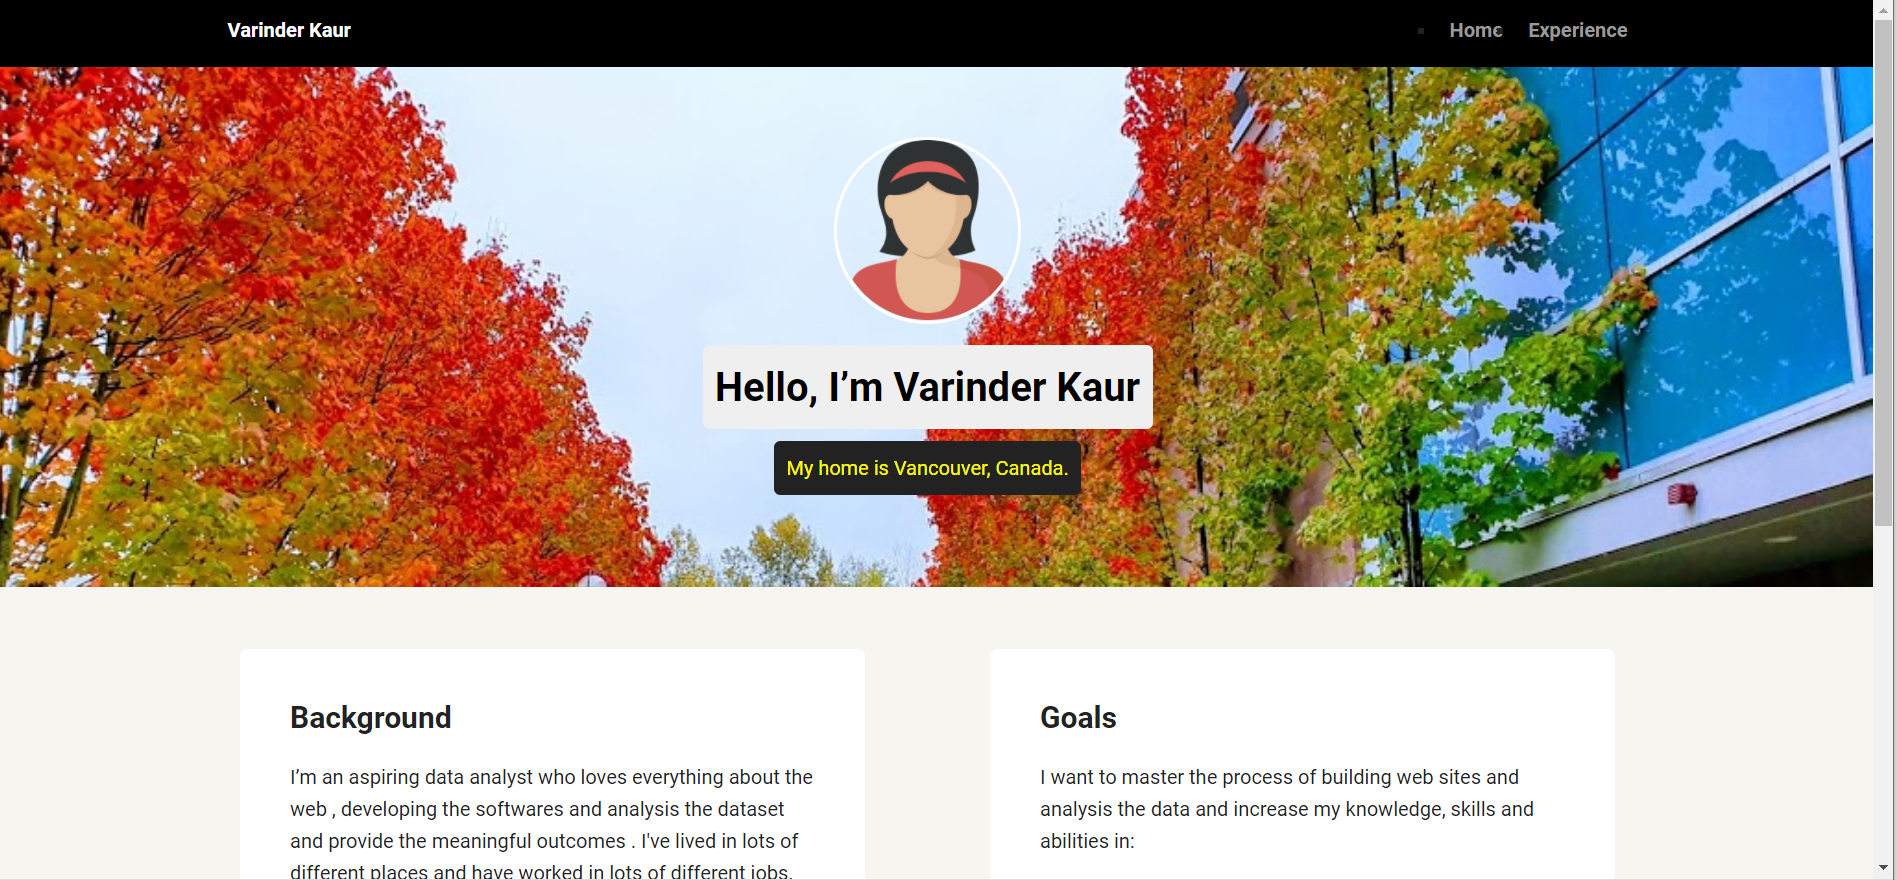 Varinder Kaur
Home Experience
Hello, I’m Varinder Kaur
My home is Vancouver, Canada.
Background
I’m an aspiring data analyst who loves everything about the
web , developing the softwares and analysis the dataset
and provide the meaningful outcomes . I've lived in lots of
different places and have worked in lots of different jobs.
Goals
I want to master the process of building web sites and
analysis the data and increase my knowledge, skills and
abilities in: